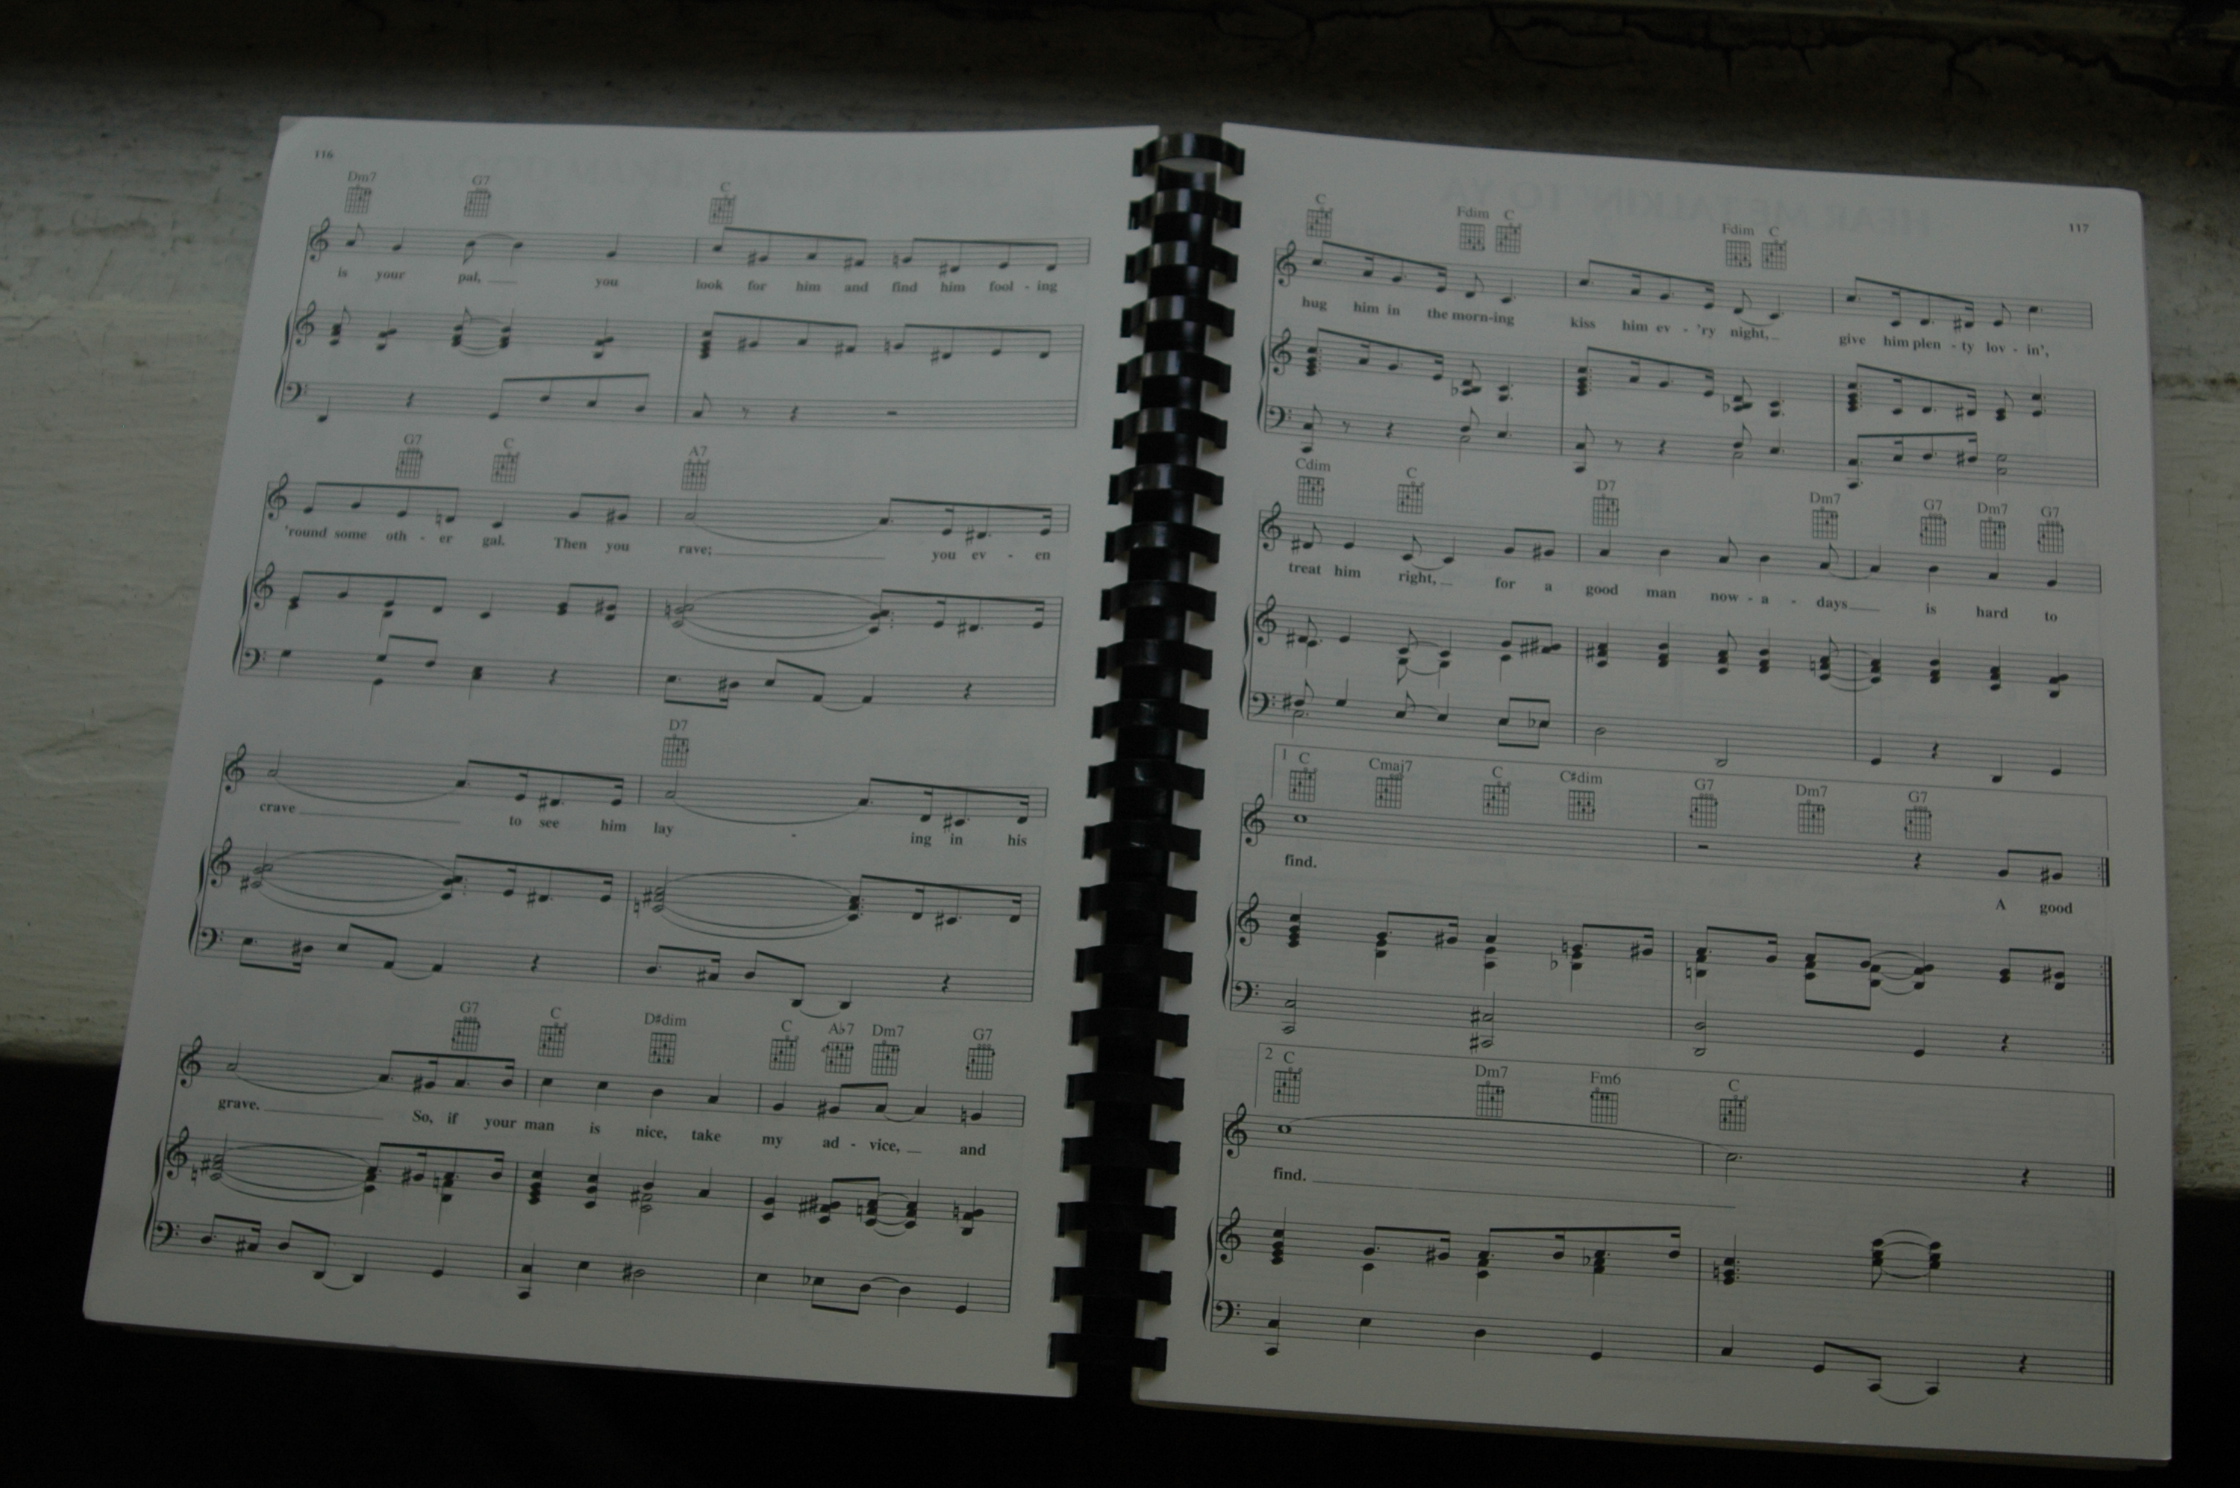 116
Dm7 G7 C
is your pal, you look for him and find him fool - ing
G7 C A7
'round some oth - er gal. Then you rave; you ev - en
D7
crave to see him lay ing in his
G7 C D♯dim C A♭7 Dm7 G7
grave. So, if your man is nice, take my ad - vice, and
117
C Fdim C Fdim C
hug him in the morn-ing kiss him ev - 'ry night, give him plen - ty lov - in',
Cdim C D7 Dm7 G7 Dm7 G7
treat him right, for a good man now - a - days is hard to
1 C Cmaj7 C C♯dim G7 Dm7 G7
find. A good
2 C Dm7 Fm6 C
find.